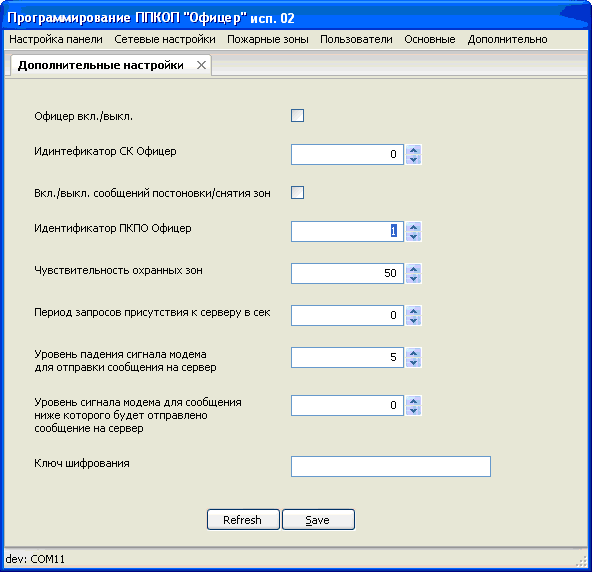 Программирование ППКОП "Офицер" исп. 02
Настройка панели Сетевые настройки Пожарные зоны Пользователи Основные Дополнительно
Дополнительные настройки
Офицер вкл./выкл.
Идинтефикатор СК Офицер 0
Вкл./выкл. сообщений постоновки/снятия зон
Идентификатор ПКПО Офицер 1
Чувствительность охранных зон 50
Период запросов присутствия к серверу в сек 0
Уровень падения сигнала модема
для отправки сообщения на сервер 5
Уровень сигнала модема для сообщения
ниже которого будет отправлено
сообщение на сервер 0
Ключ шифрования
Refresh Save
dev: COM11